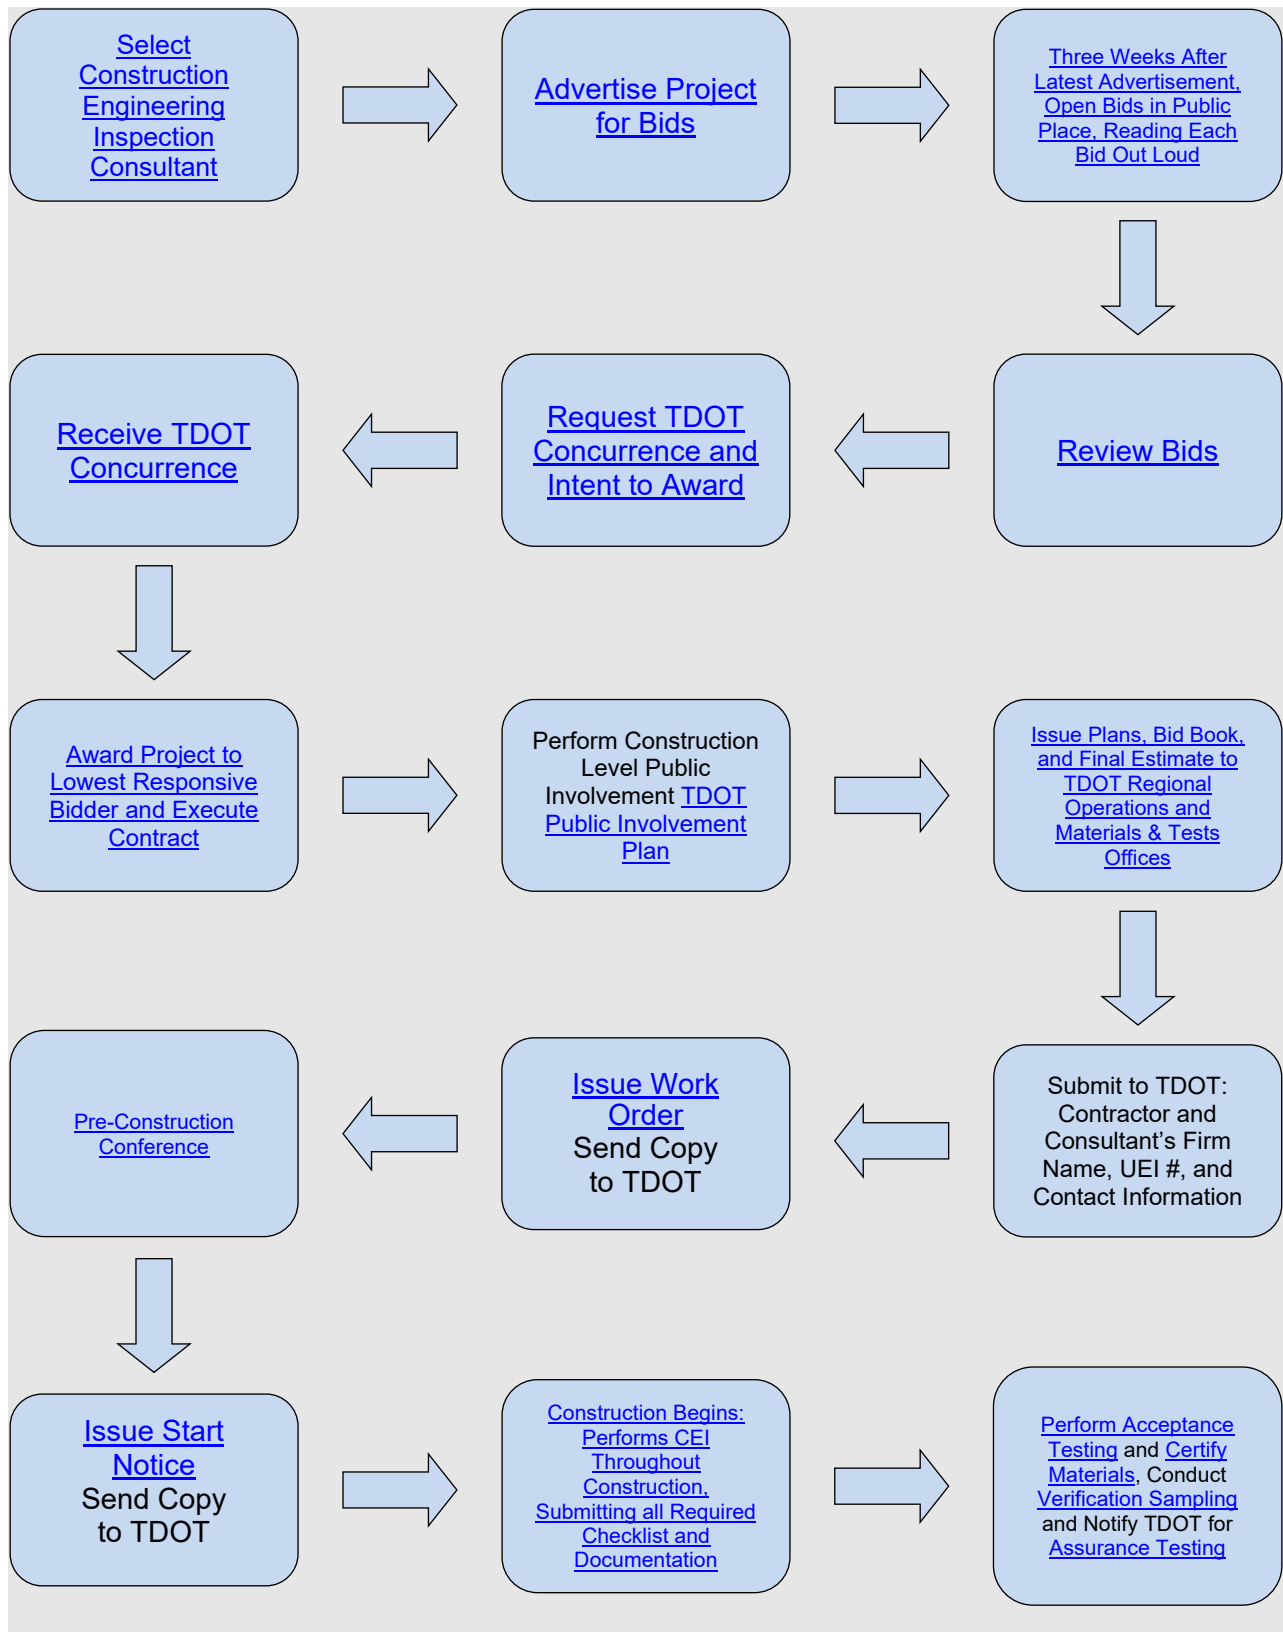 Select
Construction
Engineering
Inspection
Consultant
Advertise Project
for Bids
Three Weeks After
Latest Advertisement,
Open Bids in Public
Place, Reading Each
Bid Out Loud
Review Bids
Request TDOT
Concurrence and
Intent to Award
Receive TDOT
Concurrence
Award Project to
Lowest Responsive
Bidder and Execute
Contract
Perform Construction
Level Public
Involvement TDOT
Public Involvement
Plan
Issue Plans, Bid Book,
and Final Estimate to
TDOT Regional
Operations and
Materials & Tests
Offices
Submit to TDOT:
Contractor and
Consultant’s Firm
Name, UEI #, and
Contact Information
Issue Work
Order
Send Copy
to TDOT
Pre-Construction
Conference
Issue Start
Notice
Send Copy
to TDOT
Construction Begins:
Performs CEI
Throughout
Construction,
Submitting all Required
Checklist and
Documentation
Perform Acceptance
Testing and Certify
Materials, Conduct
Verification Sampling
and Notify TDOT for
Assurance Testing